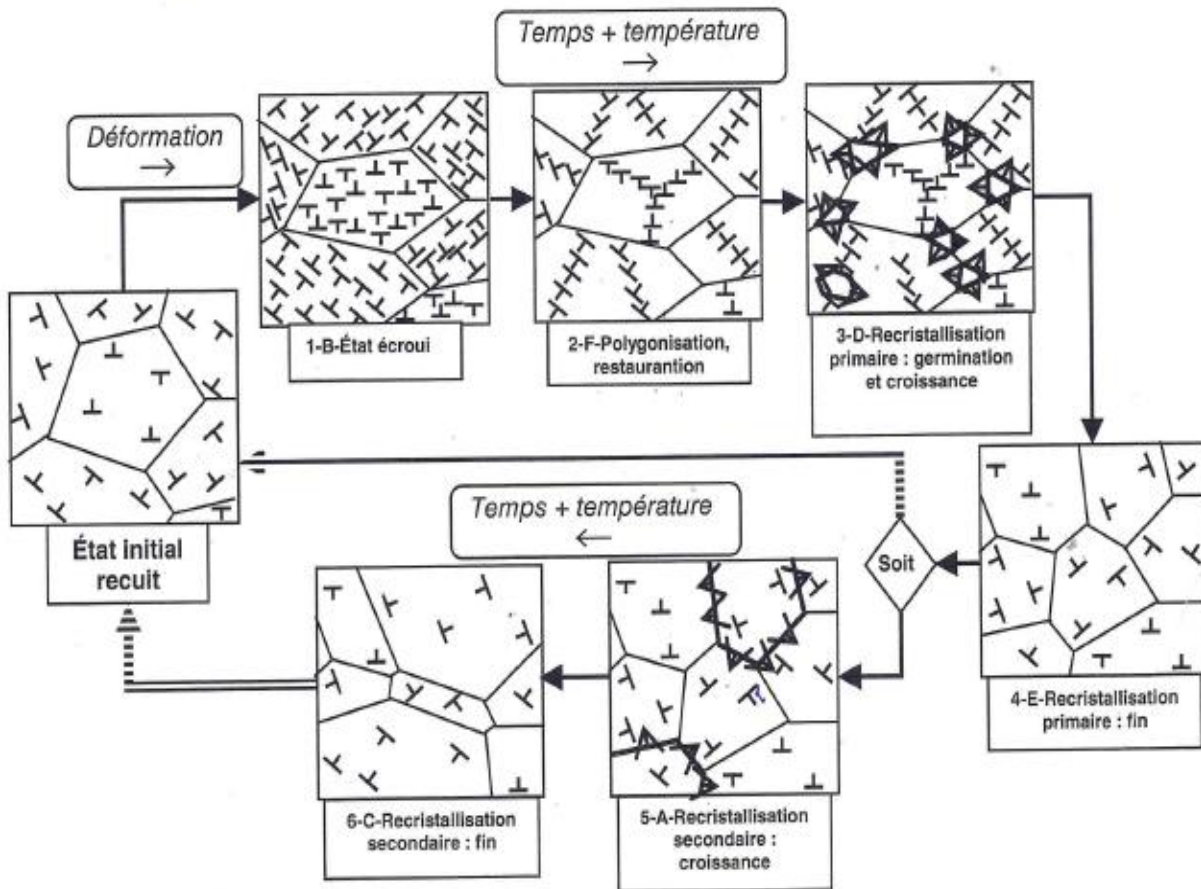 Temps + température
→
Déformation
→
1-B-État écroui
2-F-Polygonisation,
restaurantion
3-D-Recristallisation
primaire : germination
et croissance
État initial
recuit
Temps + température
←
Soit
4-E-Recristallisation
primaire : fin
6-C-Recristallisation
secondaire : fin
5-A-Recristallisation
secondaire :
croissance